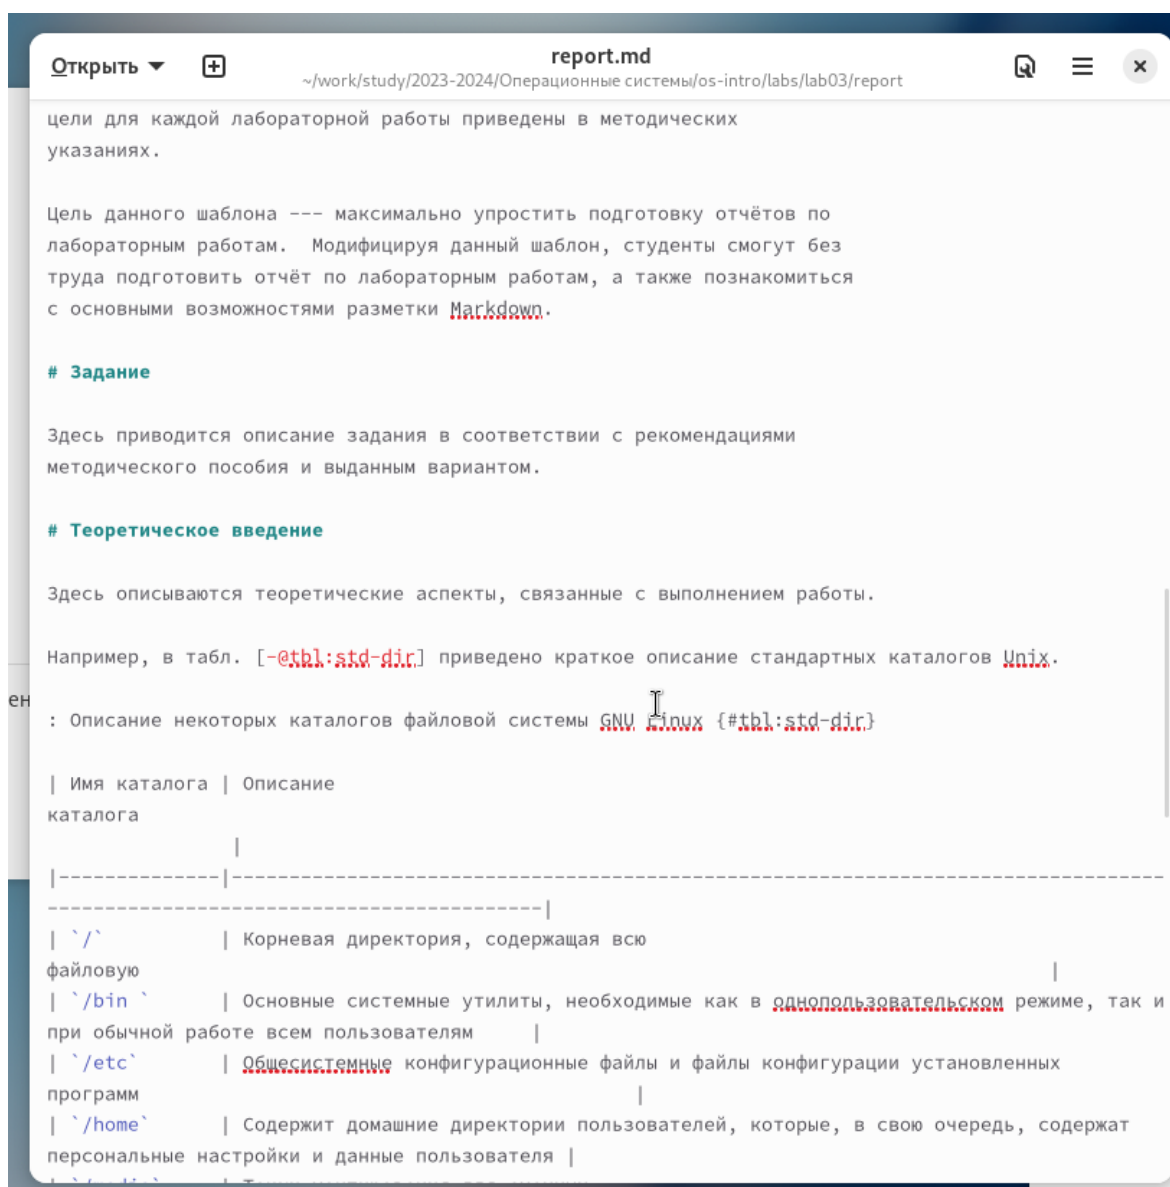 Открыть
report.md
~/work/study/2023-2024/Операционные системы/os-intro/labs/lab03/report
цели для каждой лабораторной работы приведены в методических
указаниях.
Цель данного шаблона --- максимально упростить подготовку отчётов по
лабораторным работам.  Модифицируя данный шаблон, студенты смогут без
труда подготовить отчёт по лабораторным работам, а также познакомиться
с основными возможностями разметки Markdown.
# Задание
Здесь приводится описание задания в соответствии с рекомендациями
методического пособия и выданным вариантом.
# Теоретическое введение
Здесь описываются теоретические аспекты, связанные с выполнением работы.
Например, в табл. [-@tbl:std-dir] приведено краткое описание стандартных каталогов Unix.
ен
: Описание некоторых каталогов файловой системы GNU Linux {#tbl:std-dir}
| Имя каталога | Описание
каталога
|
|--------------|---------------------------------------------------------------------------------
-------------------------------------------|
| `/`          | Корневая директория, содержащая всю
файловую                                                                               |
| `/bin `      | Основные системные утилиты, необходимые как в однопользовательском режиме, так и
при обычной работе всем пользователям     |
| `/etc`       | Общесистемные конфигурационные файлы и файлы конфигурации установленных
программ                                           |
| `/home`      | Содержит домашние директории пользователей, которые, в свою очередь, содержат
персональные настройки и данные пользователя |